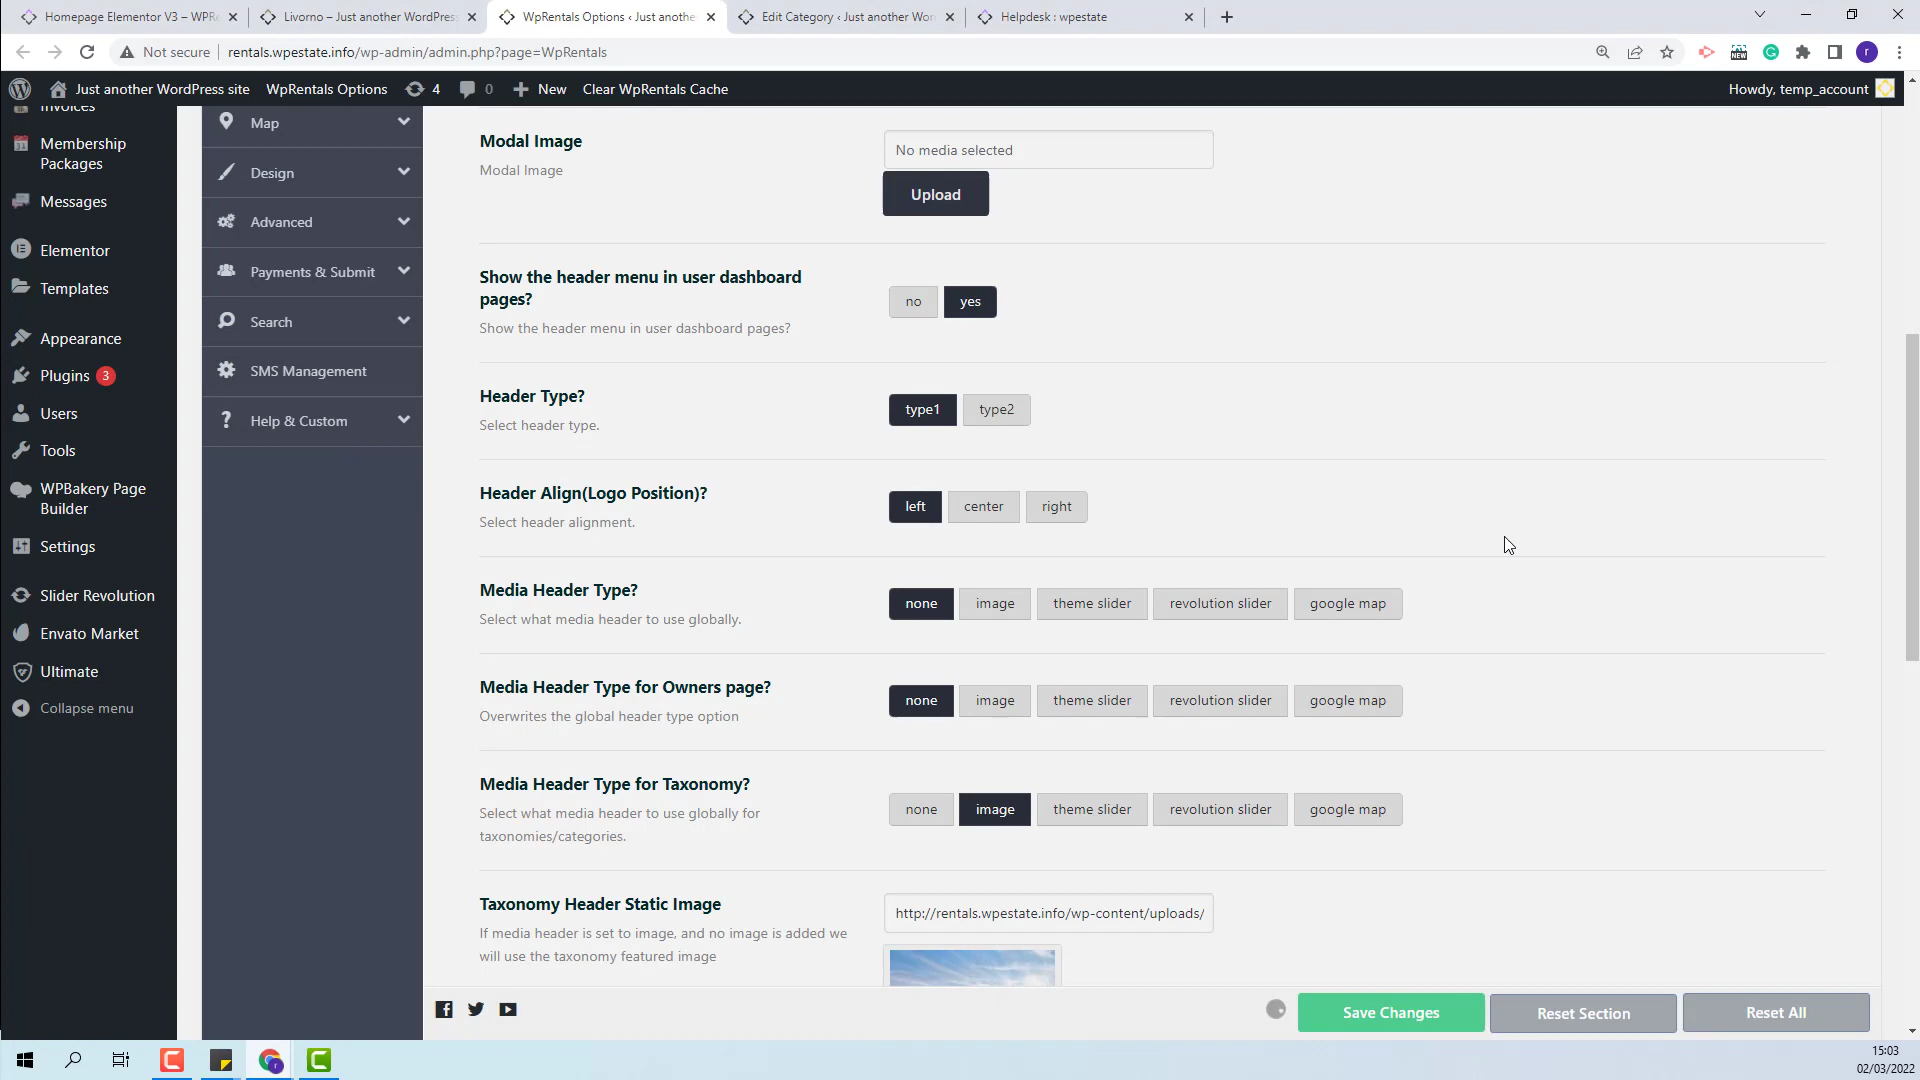 Homepage Elementor V3 – WPRe
Livorno – Just another WordPress
WpRentals Options ‹ Just anothe
Edit Category ‹ Just another Wor
Helpdesk : wpestate
Not secure
rentals.wpestate.info/wp-admin/admin.php?page=WpRentals
NEW
r
Just another WordPress site
WpRentals Options
4
0
New
Clear WpRentals Cache
Howdy, temp_account
Invoices
Membership
Packages
Messages
Elementor
Templates
Appearance
Plugins 3
Users
Tools
WPBakery Page
Builder
Settings
Slider Revolution
Envato Market
Ultimate
Collapse menu
Map
Design
Advanced
Payments & Submit
Search
SMS Management
Help & Custom
Modal Image
Modal Image
No media selected
Upload
Show the header menu in user dashboard
pages?
Show the header menu in user dashboard pages?
no yes
Header Type?
Select header type.
type1 type2
Header Align(Logo Position)?
Select header alignment.
left center right
Media Header Type?
Select what media header to use globally.
none image theme slider revolution slider google map
Media Header Type for Owners page?
Overwrites the global header type option
none image theme slider revolution slider google map
Media Header Type for Taxonomy?
Select what media header to use globally for
taxonomies/categories.
none image theme slider revolution slider google map
Taxonomy Header Static Image
If media header is set to image, and no image is added we
will use the taxonomy featured image
http://rentals.wpestate.info/wp-content/uploads/
Save Changes
Reset Section
Reset All
15:03
02/03/2022